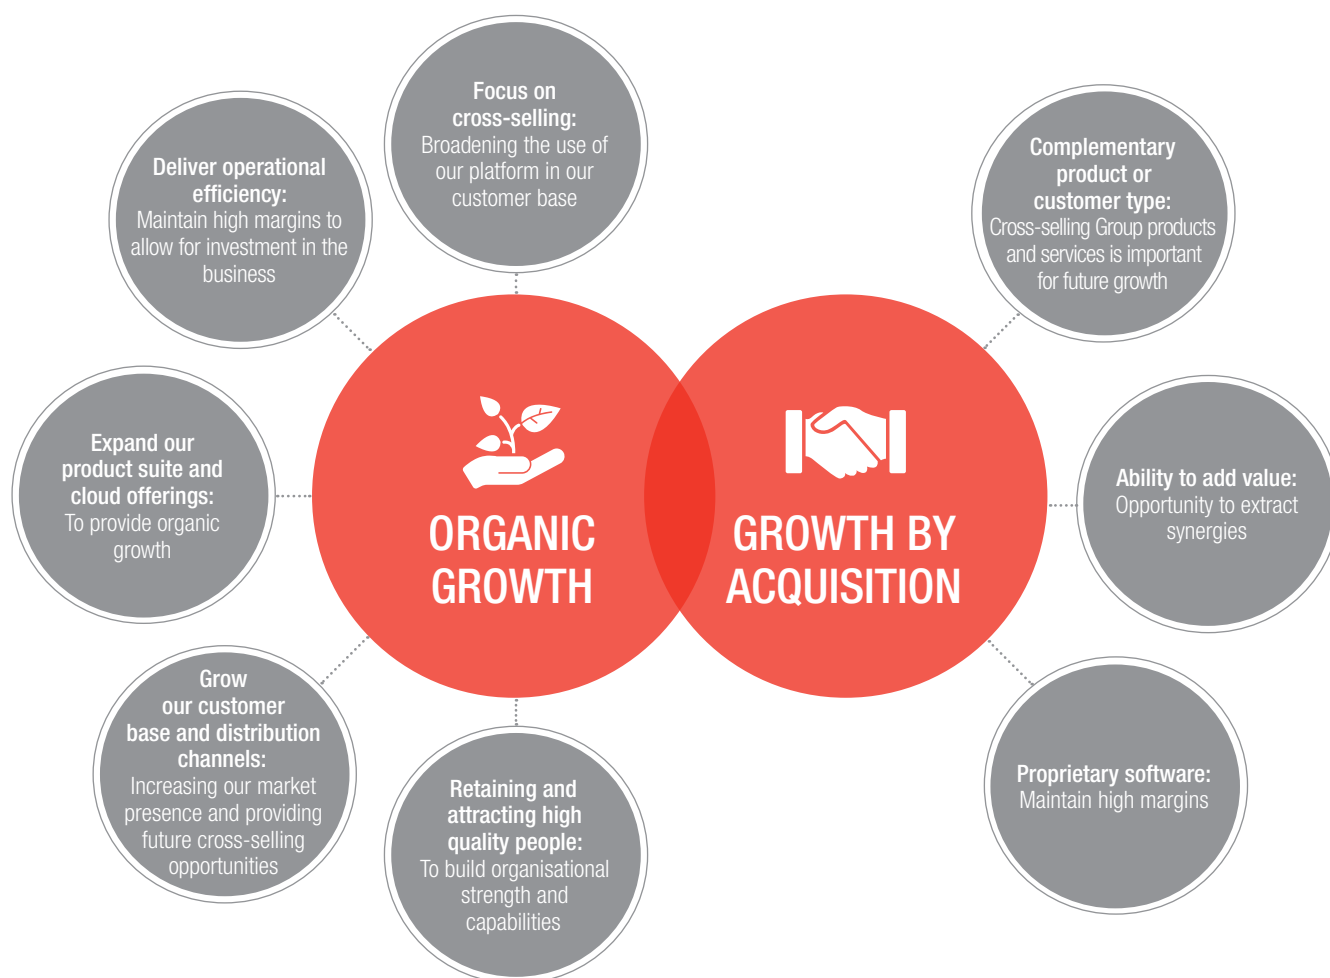 Focus on
cross-selling:
Broadening the use of
our platform in our
customer base
Deliver operational
efficiency:
Maintain high margins to
allow for investment in the
business
Expand our
product suite and
cloud offerings:
To provide organic
growth
Grow
our customer
base and distribution
channels:
Increasing our market
presence and providing
future cross-selling
opportunities
Retaining and
attracting high
quality people:
To build organisational
strength and
capabilities
ORGANIC
GROWTH
GROWTH BY
ACQUISITION
Complementary
product or
customer type:
Cross-selling Group products
and services is important
for future growth
Ability to add value:
Opportunity to extract
synergies
Proprietary software:
Maintain high margins